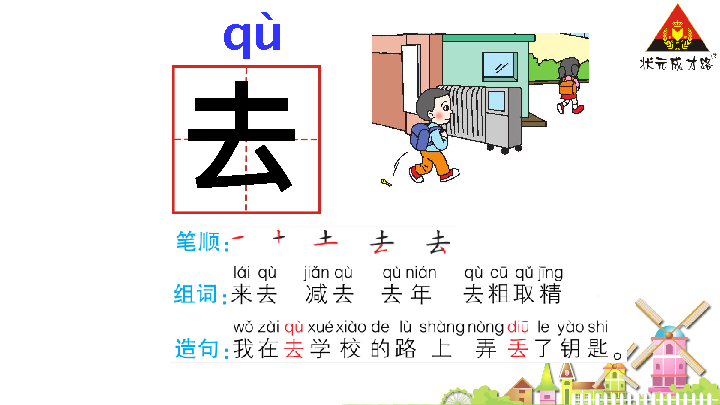 qù
状元成才路
去
笔顺：一 十 土 去 去
lái qù jiǎn qù qù nián qù cū qǔ jīng
组词：来去 减去 去年 去粗取精
wǒ zài qù xué xiào de lù shàng nòng diū le yào shi
造句：我在去学校的路上弄丢了钥匙。